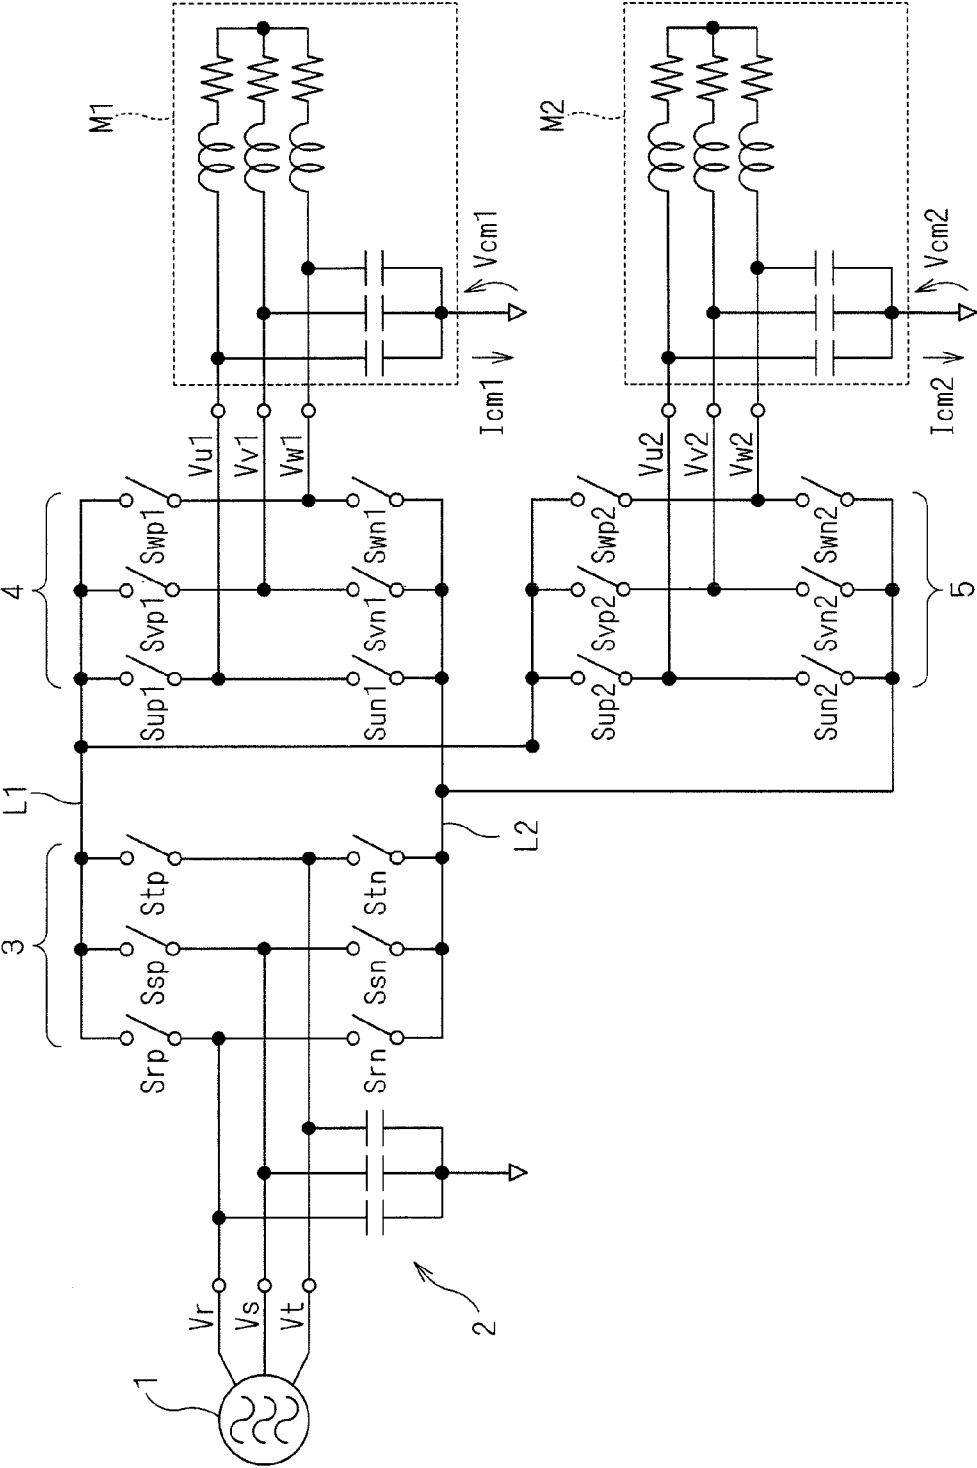 1
Vr
Vs
Vt
2
3
Srp
Ssp
Stp
Srn
Ssn
Stn
L1
L2
4
Sup1
Svp1
Swp1
Sun1
Svn1
Swn1
Vu1
Vv1
Vw1
M1
Icm1
Vcm1
Sup2
Svp2
Swp2
Sun2
Svn2
Swn2
5
Vu2
Vv2
Vw2
M2
Icm2
Vcm2